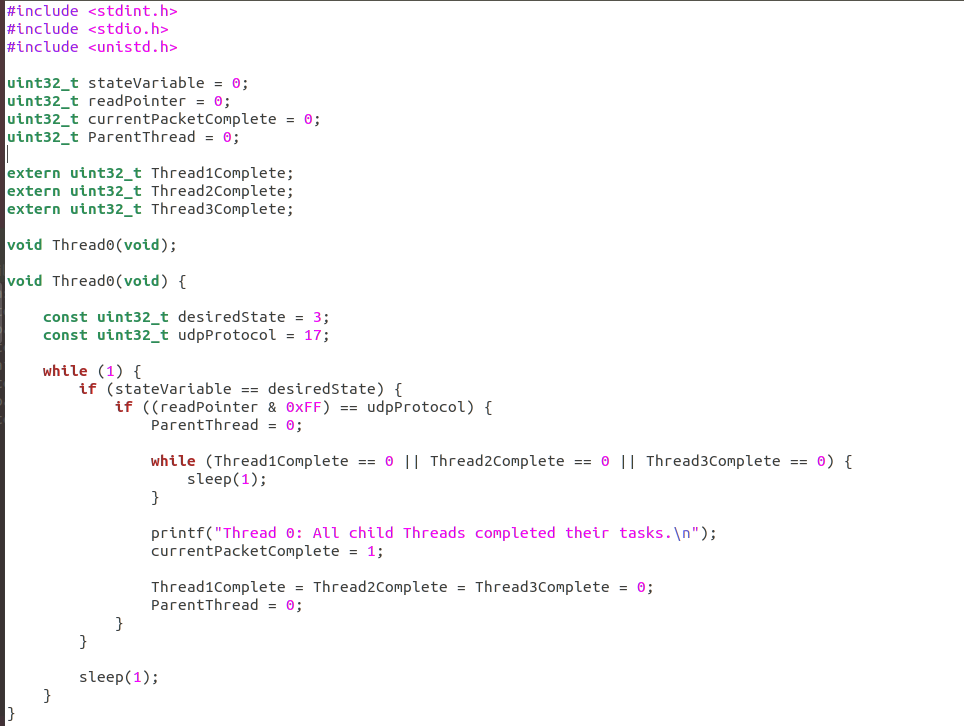 #include <stdint.h>
#include <stdio.h>
#include <unistd.h>

uint32_t stateVariable = 0;
uint32_t readPointer = 0;
uint32_t currentPacketComplete = 0;
uint32_t ParentThread = 0;

extern uint32_t Thread1Complete;
extern uint32_t Thread2Complete;
extern uint32_t Thread3Complete;

void Thread0(void);

void Thread0(void) {

    const uint32_t desiredState = 3;
    const uint32_t udpProtocol = 17;

    while (1) {
        if (stateVariable == desiredState) {
            if ((readPointer & 0xFF) == udpProtocol) {
                ParentThread = 0;

                while (Thread1Complete == 0 || Thread2Complete == 0 || Thread3Complete == 0) {
                    sleep(1);
                }

                printf("Thread 0: All child Threads completed their tasks.\n");
                currentPacketComplete = 1;

                Thread1Complete = Thread2Complete = Thread3Complete = 0;
                ParentThread = 0;
            }
        }

        sleep(1);
    }
}